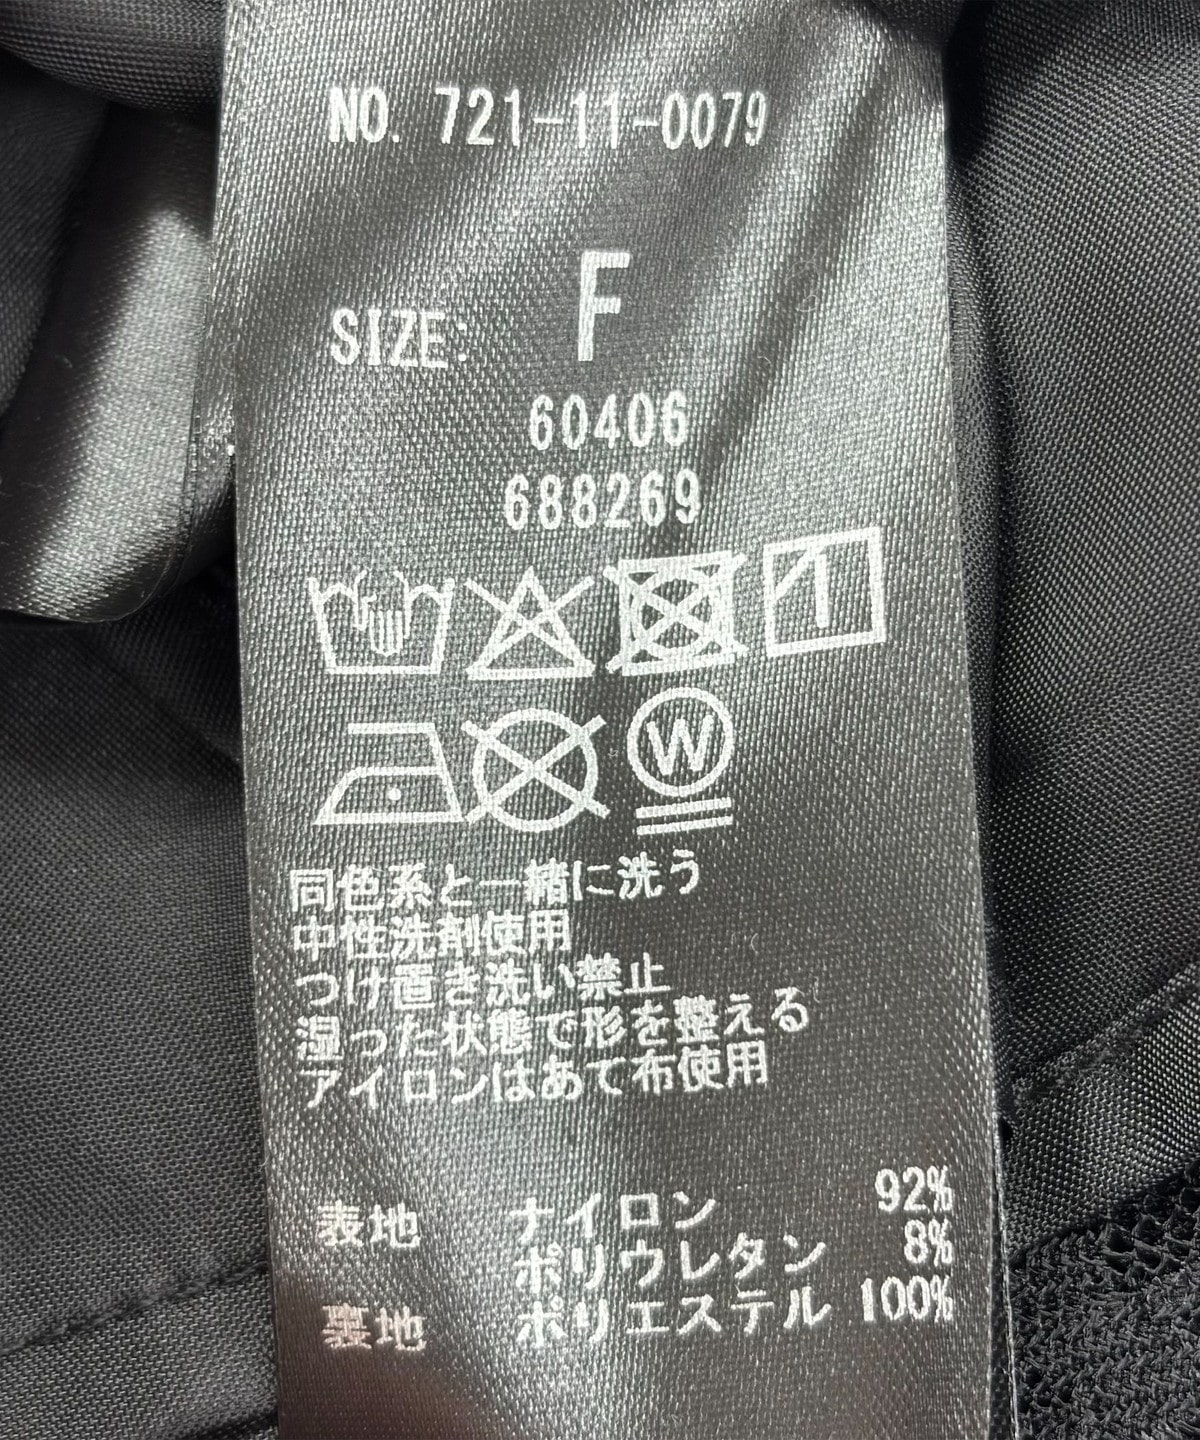 NO. 721-11-0079
SIZE: F
60406
688269
W
同色系と一緒に洗う
中性洗剤使用
つけ置き洗い禁止
湿った状態で形を整える
アイロンはあて布使用
表地 ナイロン 92%
ポリウレタン 8%
裏地 ポリエステル 100%